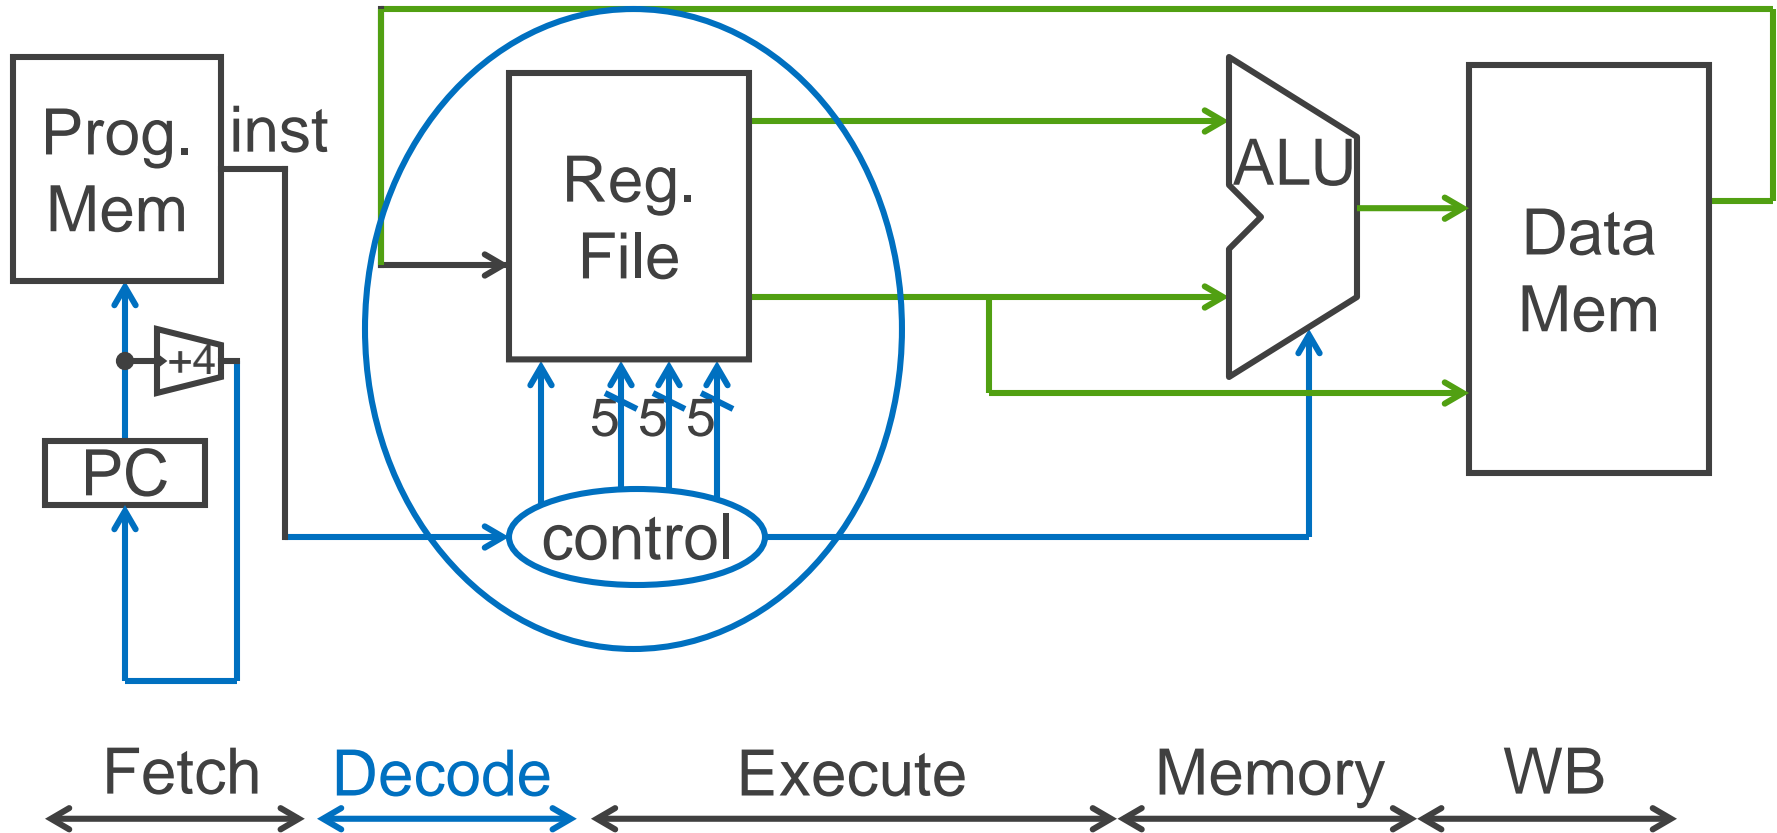 Prog.
Mem
inst
Reg.
File
ALU
Data
Mem
+4
PC
5 5 5
control
Fetch Decode Execute Memory WB